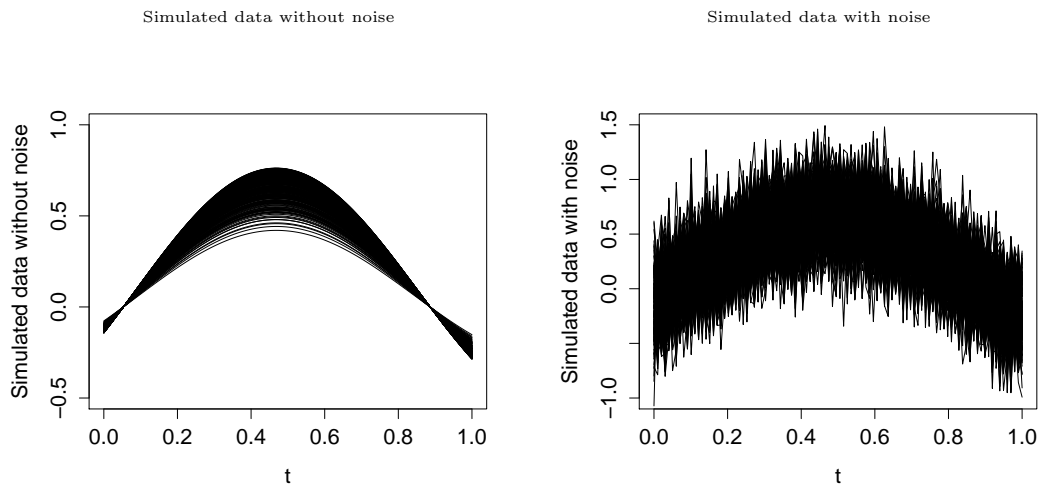 Simulated data without noise
Simulated data with noise
Simulated data without noise
1.0
0.5
0.0
−0.5
0.0 0.2 0.4 0.6 0.8 1.0
t
Simulated data with noise
1.5
1.0
0.5
0.0
−1.0
0.0 0.2 0.4 0.6 0.8 1.0
t